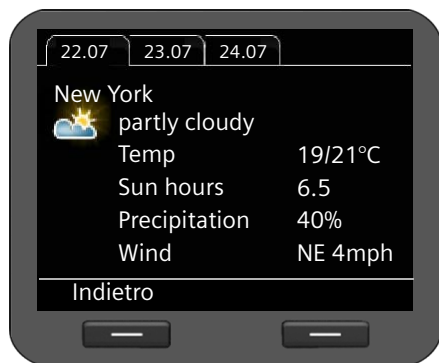 22.07 23.07 24.07
New York
partly cloudy
Temp 19/21°C
Sun hours 6.5
Precipitation 40%
Wind NE 4mph
Indietro